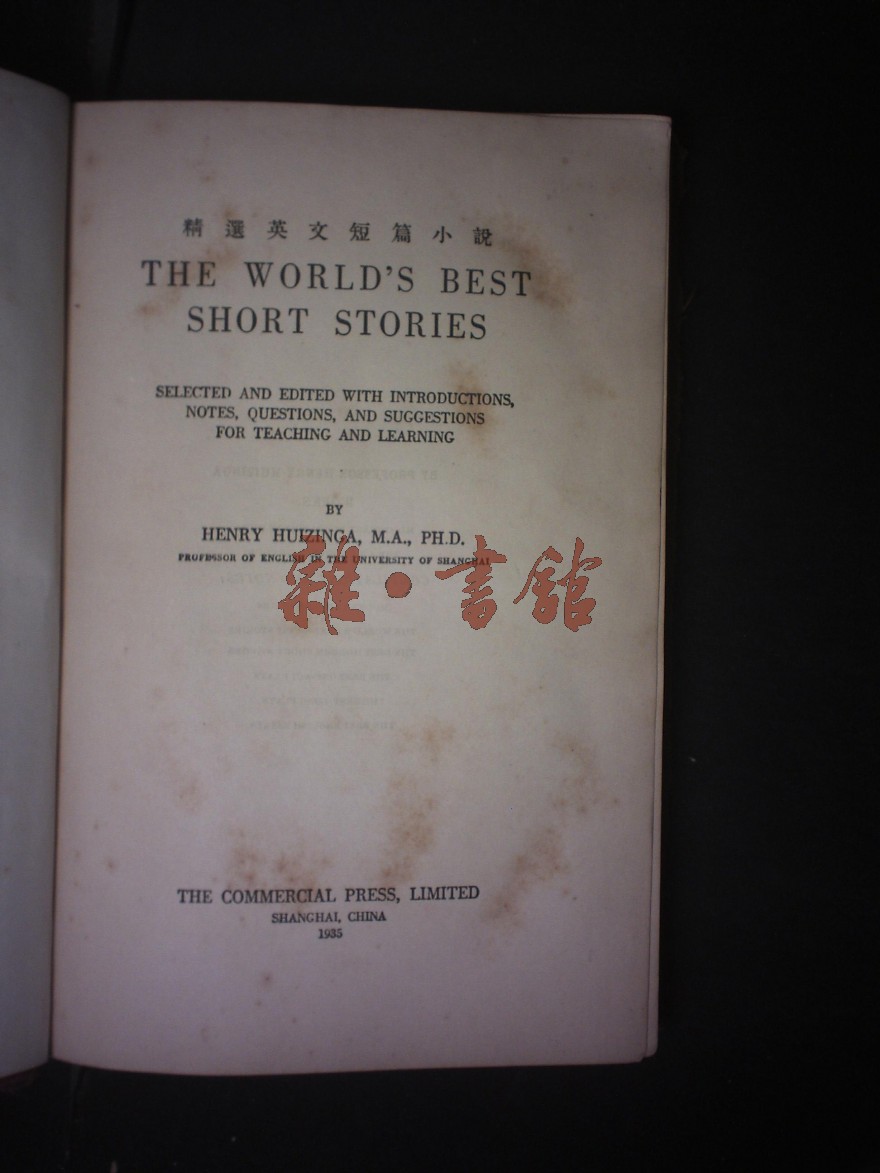 精選英文短篇小說
THE WORLD'S BEST
SHORT STORIES
SELECTED AND EDITED WITH INTRODUCTIONS,
NOTES, QUESTIONS, AND SUGGESTIONS
FOR TEACHING AND LEARNING
BY
HENRY HUIZINGA, M.A., PH.D.
PROFESSOR OF ENGLISH IN THE UNIVERSITY OF SHANGHAI
雜·書館
THE COMMERCIAL PRESS, LIMITED
SHANGHAI, CHINA
1935